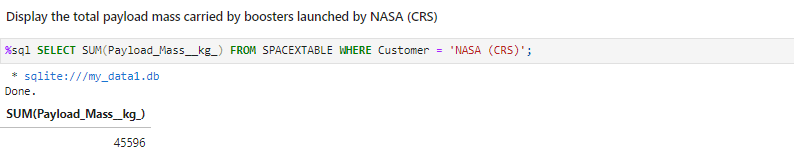 Display the total payload mass carried by boosters launched by NASA (CRS)
%sql SELECT SUM(Payload_Mass__kg_) FROM SPACEXTABLE WHERE Customer = 'NASA (CRS)';
* sqlite:///my_data1.db
Done.
SUM(Payload_Mass__kg_)
45596